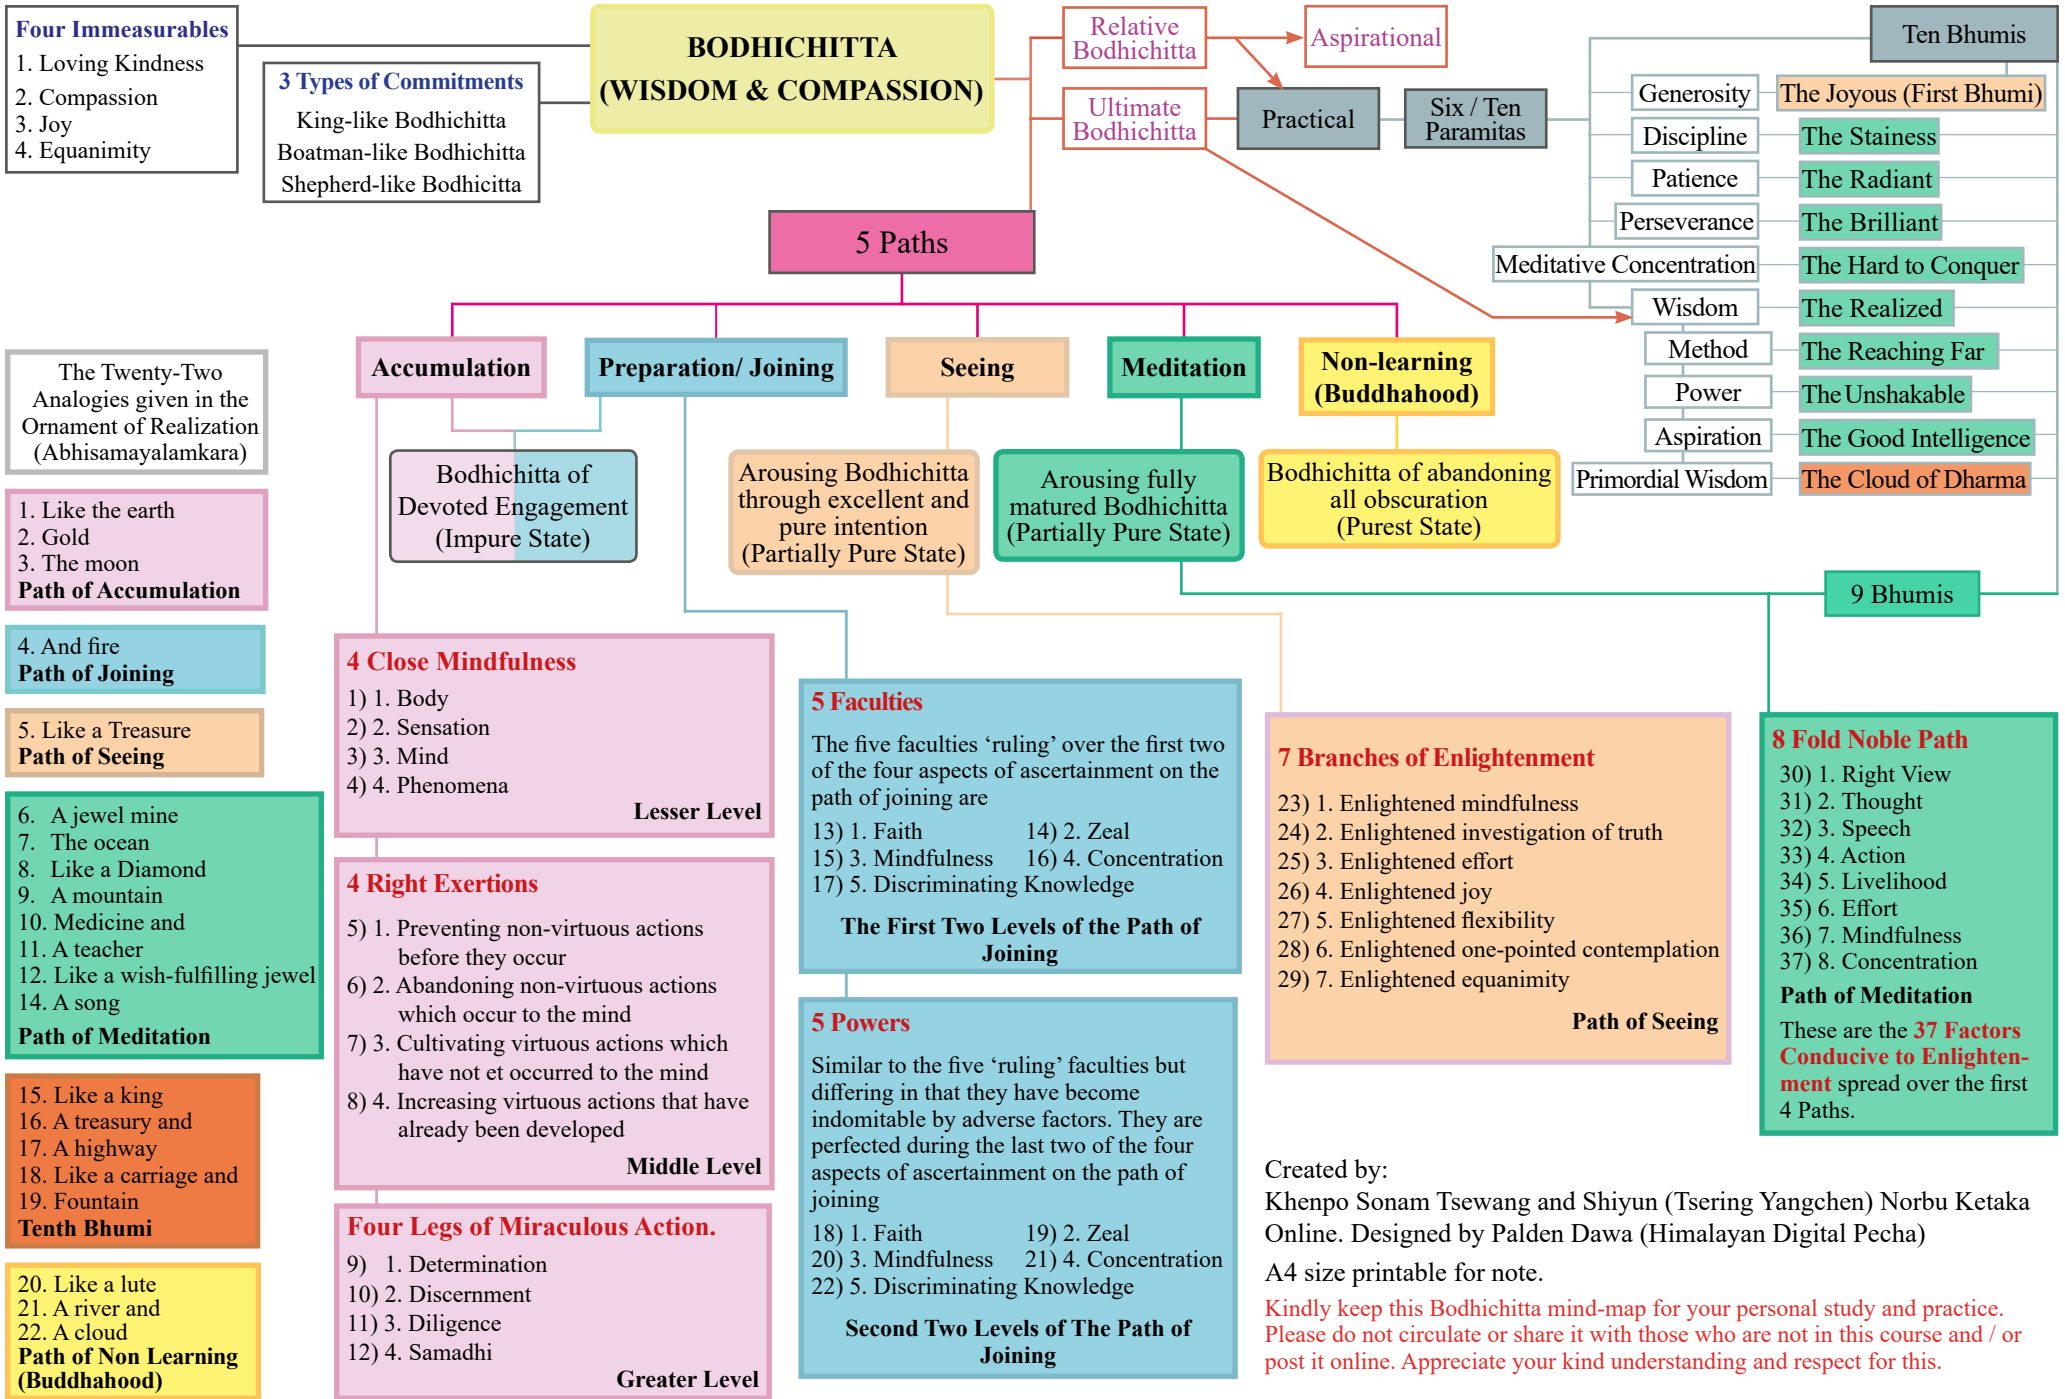 Four Immeasurables
1. Loving Kindness
2. Compassion
3. Joy
4. Equanimity
3 Types of Commitments
King-like Bodhichitta
Boatman-like Bodhichitta
Shepherd-like Bodhicitta
BODHICHITTA
(WISDOM & COMPASSION)
Relative
Bodhichitta
Aspirational
Ultimate
Bodhichitta
Practical
Six / Ten
Paramitas
Ten Bhumis
Generosity
The Joyous (First Bhumi)
Discipline
The Stainess
Patience
The Radiant
Perseverance
The Brilliant
Meditative Concentration
The Hard to Conquer
Wisdom
The Realized
Method
The Reaching Far
Power
The Unshakable
Aspiration
The Good Intelligence
Primordial Wisdom
The Cloud of Dharma
9 Bhumis
5 Paths
Accumulation
Preparation/ Joining
Seeing
Meditation
Non-learning
(Buddhahood)
Bodhichitta of
Devoted Engagement
(Impure State)
Arousing Bodhichitta
through excellent and
pure intention
(Partially Pure State)
Arousing fully
matured Bodhichitta
(Partially Pure State)
Bodhichitta of abandoning
all obscuration
(Purest State)
The Twenty-Two
Analogies given in the
Ornament of Realization
(Abhisamayalamkara)
1. Like the earth
2. Gold
3. The moon
Path of Accumulation
4. And fire
Path of Joining
5. Like a Treasure
Path of Seeing
6. A jewel mine
7. The ocean
8. Like a Diamond
9. A mountain
10. Medicine and
11. A teacher
12. Like a wish-fulfilling jewel
14. A song
Path of Meditation
15. Like a king
16. A treasury and
17. A highway
18. Like a carriage and
19. Fountain
Tenth Bhumi
20. Like a lute
21. A river and
22. A cloud
Path of Non Learning
(Buddhahood)
4 Close Mindfulness
1) 1. Body
2) 2. Sensation
3) 3. Mind
4) 4. Phenomena
Lesser Level
4 Right Exertions
5) 1. Preventing non-virtuous actions
before they occur
6) 2. Abandoning non-virtuous actions
which occur to the mind
7) 3. Cultivating virtuous actions which
have not et occurred to the mind
8) 4. Increasing virtuous actions that have
already been developed
Middle Level
Four Legs of Miraculous Action.
9) 1. Determination
10) 2. Discernment
11) 3. Diligence
12) 4. Samadhi
Greater Level
5 Faculties
The five faculties ‘ruling’ over the first two
of the four aspects of ascertainment on the
path of joining are
13) 1. Faith 14) 2. Zeal
15) 3. Mindfulness 16) 4. Concentration
17) 5. Discriminating Knowledge
The First Two Levels of the Path of
Joining
5 Powers
Similar to the five ‘ruling’ faculties but
differing in that they have become
indomitable by adverse factors. They are
perfected during the last two of the four
aspects of ascertainment on the path of
joining
18) 1. Faith 19) 2. Zeal
20) 3. Mindfulness 21) 4. Concentration
22) 5. Discriminating Knowledge
Second Two Levels of The Path of
Joining
7 Branches of Enlightenment
23) 1. Enlightened mindfulness
24) 2. Enlightened investigation of truth
25) 3. Enlightened effort
26) 4. Enlightened joy
27) 5. Enlightened flexibility
28) 6. Enlightened one-pointed contemplation
29) 7. Enlightened equanimity
Path of Seeing
8 Fold Noble Path
30) 1. Right View
31) 2. Thought
32) 3. Speech
33) 4. Action
34) 5. Livelihood
35) 6. Effort
36) 7. Mindfulness
37) 8. Concentration
Path of Meditation
These are the 37 Factors
Conducive to Enlighten-
ment spread over the first
4 Paths.
Created by:
Khenpo Sonam Tsewang and Shiyun (Tsering Yangchen) Norbu Ketaka
Online. Designed by Palden Dawa (Himalayan Digital Pecha)
A4 size printable for note.
Kindly keep this Bodhichitta mind-map for your personal study and practice.
Please do not circulate or share it with those who are not in this course and / or
post it online. Appreciate your kind understanding and respect for this.